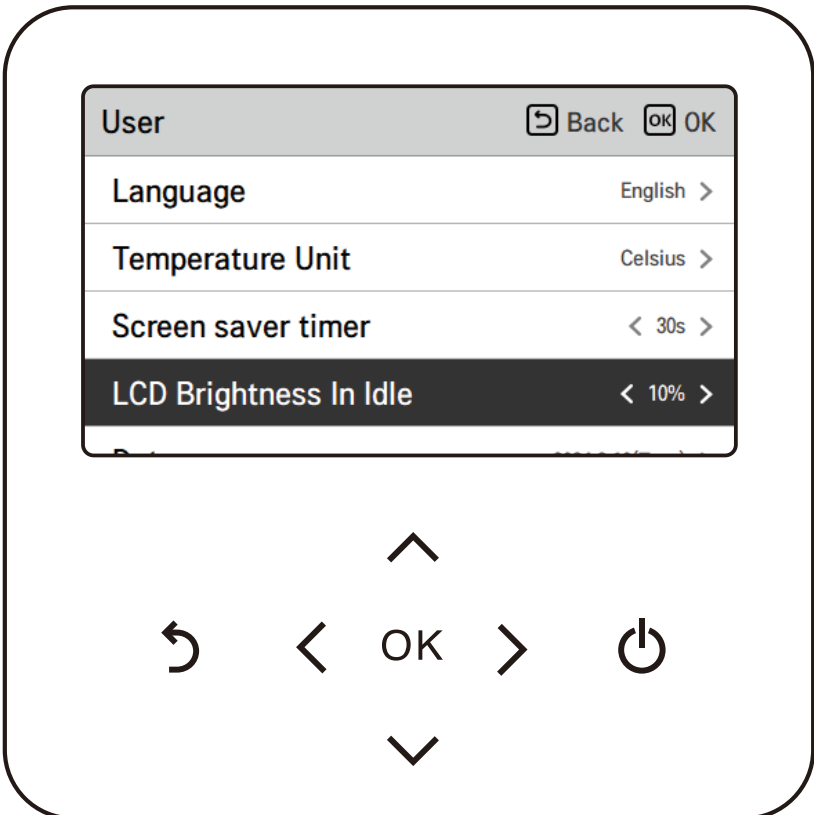 User Back OK OK
Language English
Temperature Unit Celsius
Screen saver timer 30s
LCD Brightness In Idle 10%
OK